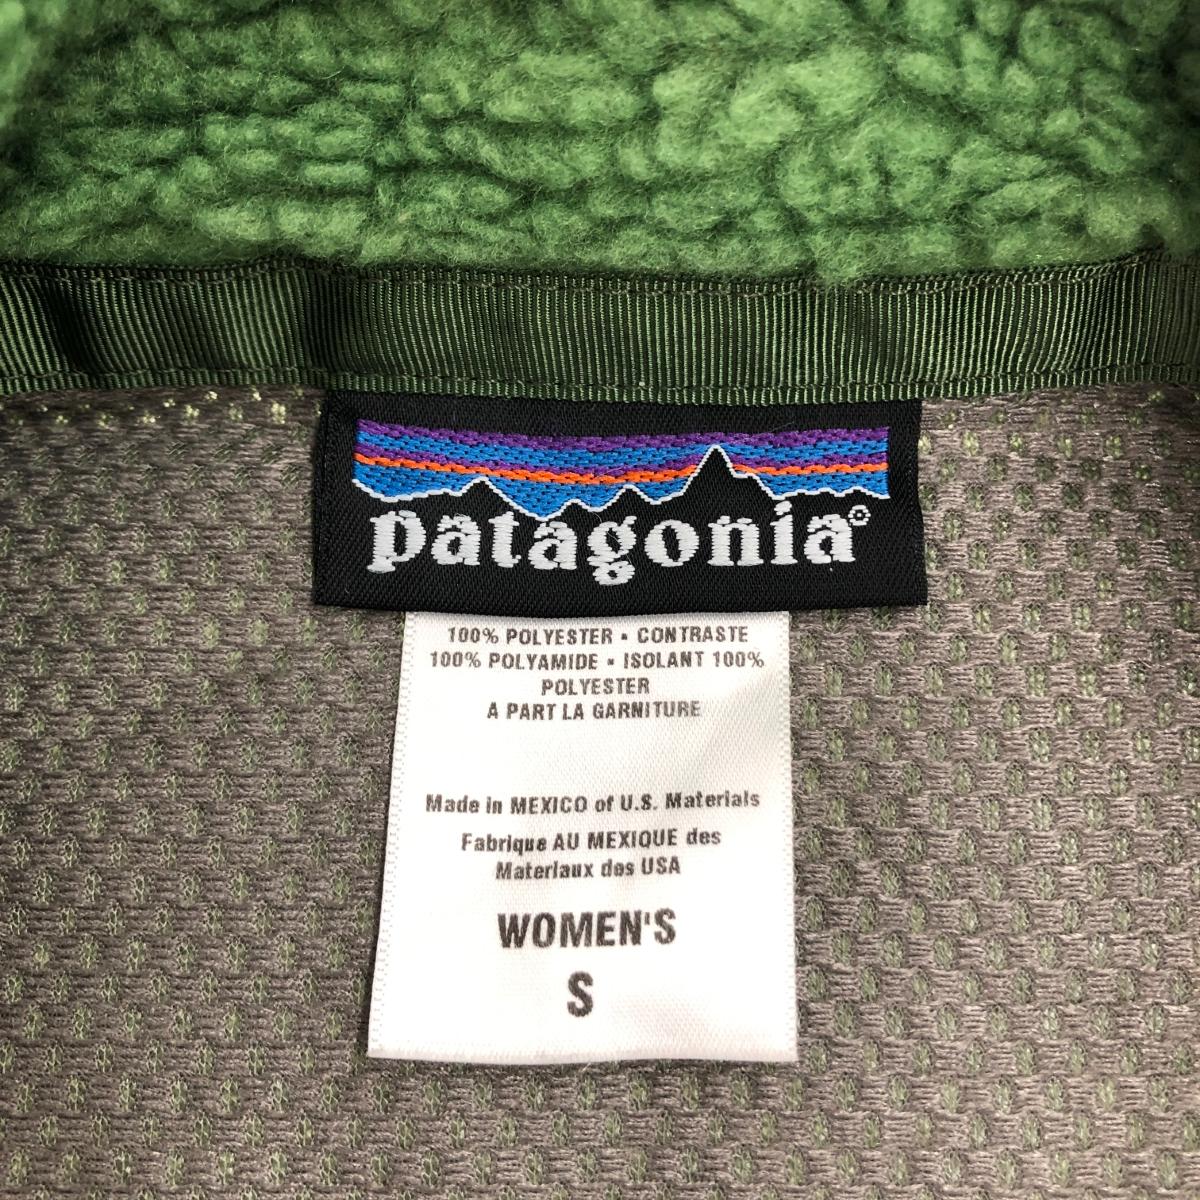 patagonia®
100% POLYESTER • CONTRASTE
100% POLYAMIDE • ISOLANT 100%
POLYESTER
A PART LA GARNITURE
Made in MEXICO of U.S. Materials
Fabrique AU MEXIQUE des
Materiaux des USA
WOMEN'S
S